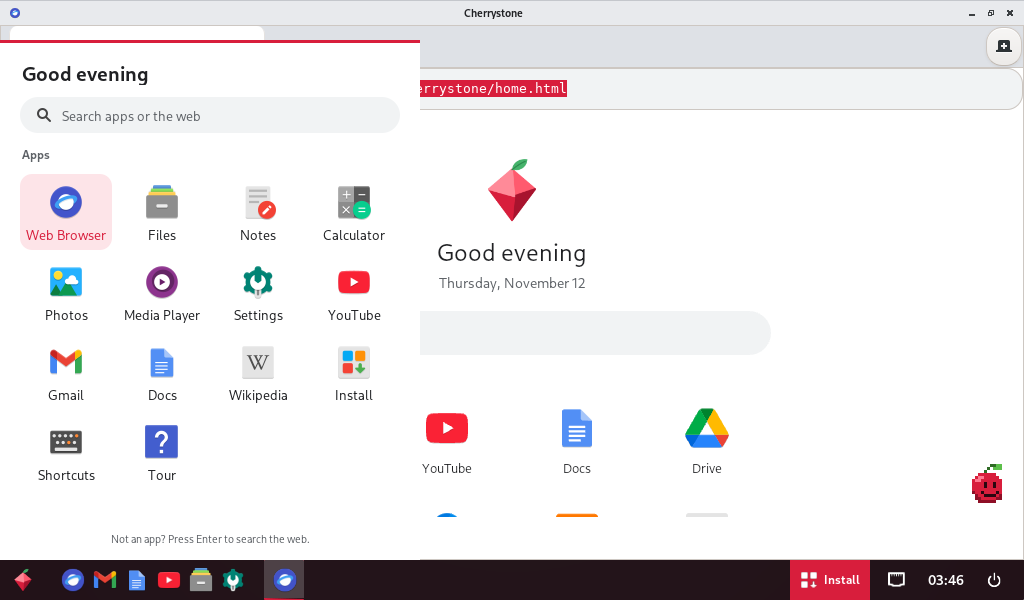 Cherrystone
errystone/home.html
Good evening
Search apps or the web
Apps
Web Browser
Files
Notes
Calculator
Photos
Media Player
Settings
YouTube
Gmail
Docs
W
Wikipedia
Install
?
Shortcuts
Tour
Not an app? Press Enter to search the web.
Good evening
Thursday, November 12
YouTube
Docs
Drive
Install
03:46